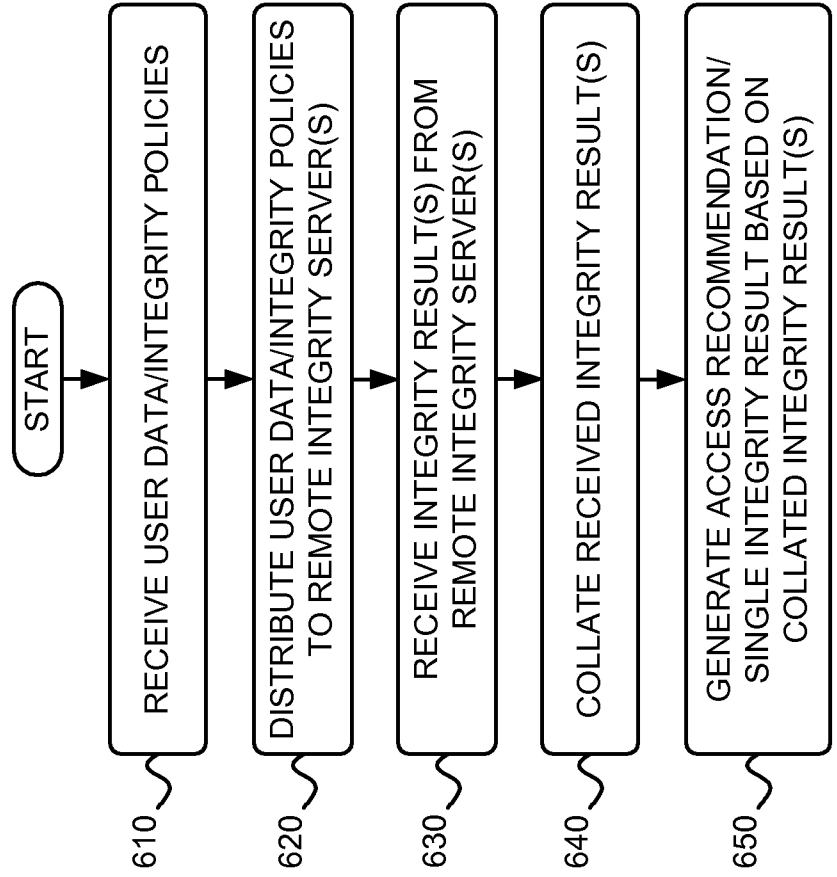 START
610
RECEIVE USER DATA/INTEGRITY POLICIES
620
DISTRIBUTE USER DATA/INTEGRITY POLICIES
TO REMOTE INTEGRITY SERVER(S)
630
RECEIVE INTEGRITY RESULT(S) FROM
REMOTE INTEGRITY SERVER(S)
640
COLLATE RECEIVED INTEGRITY RESULT(S)
650
GENERATE ACCESS RECOMMENDATION/
SINGLE INTEGRITY RESULT BASED ON
COLLATED INTEGRITY RESULT(S)